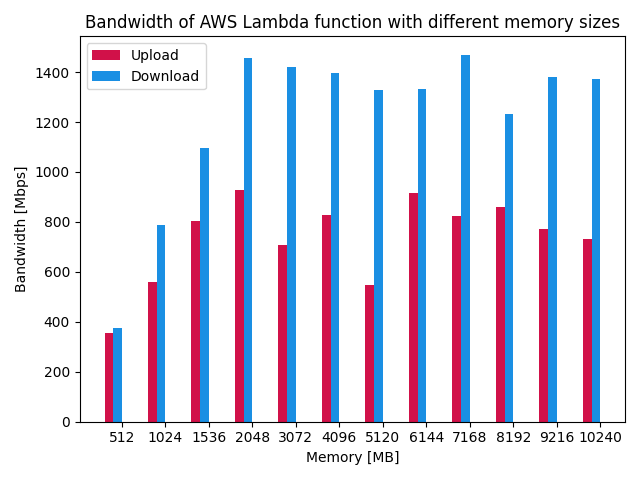 Bandwidth of AWS Lambda function with different memory sizes
Upload
Download
Bandwidth [Mbps]
1400
1200
1000
800
600
400
200
0
512 1024 1536 2048 3072 4096 5120 6144 7168 8192 9216 10240
Memory [MB]